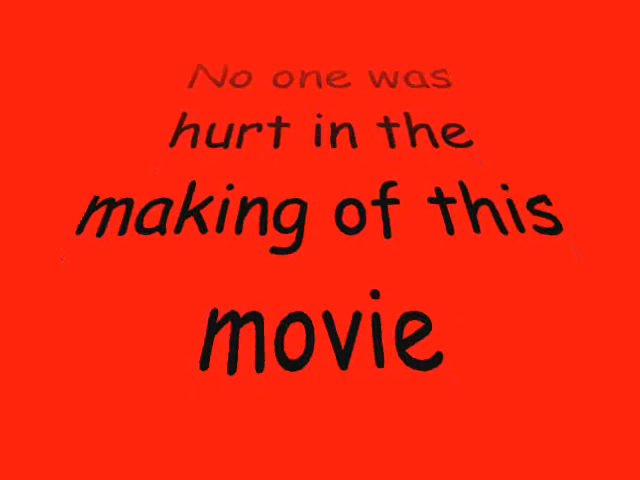 No one was
hurt in the
making of this
movie